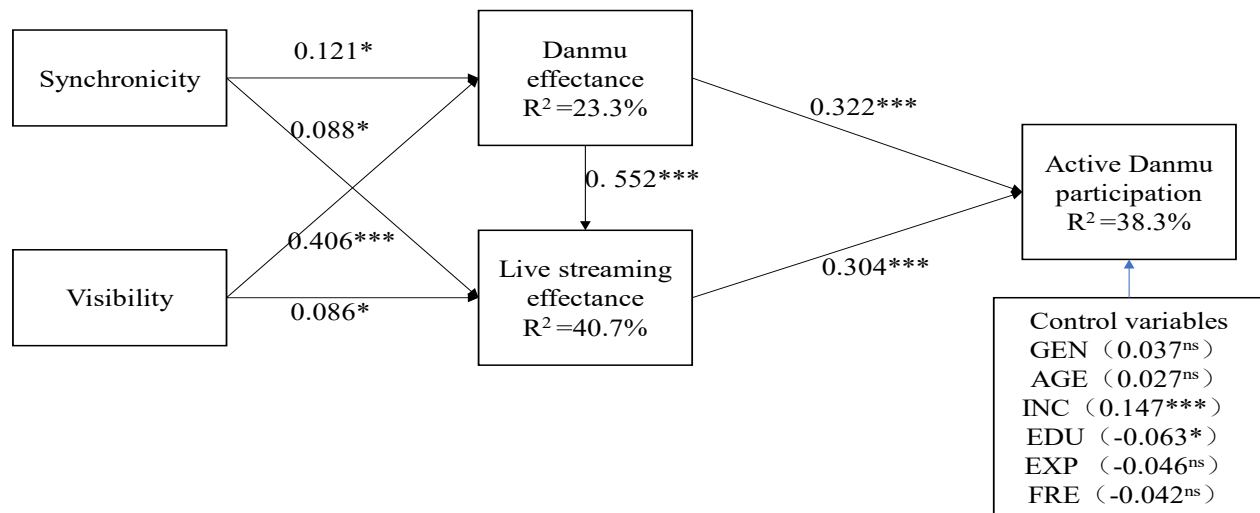 Synchronicity
Visibility
0.121*
0.088*
0.406***
0.086*
Danmu
effectance
R²=23.3%
0. 552***
Live streaming
effectance
R²=40.7%
0.322***
0.304***
Active Danmu
participation
R²=38.3%
Control variables
GEN（0.037ⁿˢ）
AGE（0.027ⁿˢ）
INC（0.147***）
EDU（-0.063*）
EXP（-0.046ⁿˢ）
FRE（-0.042ⁿˢ）